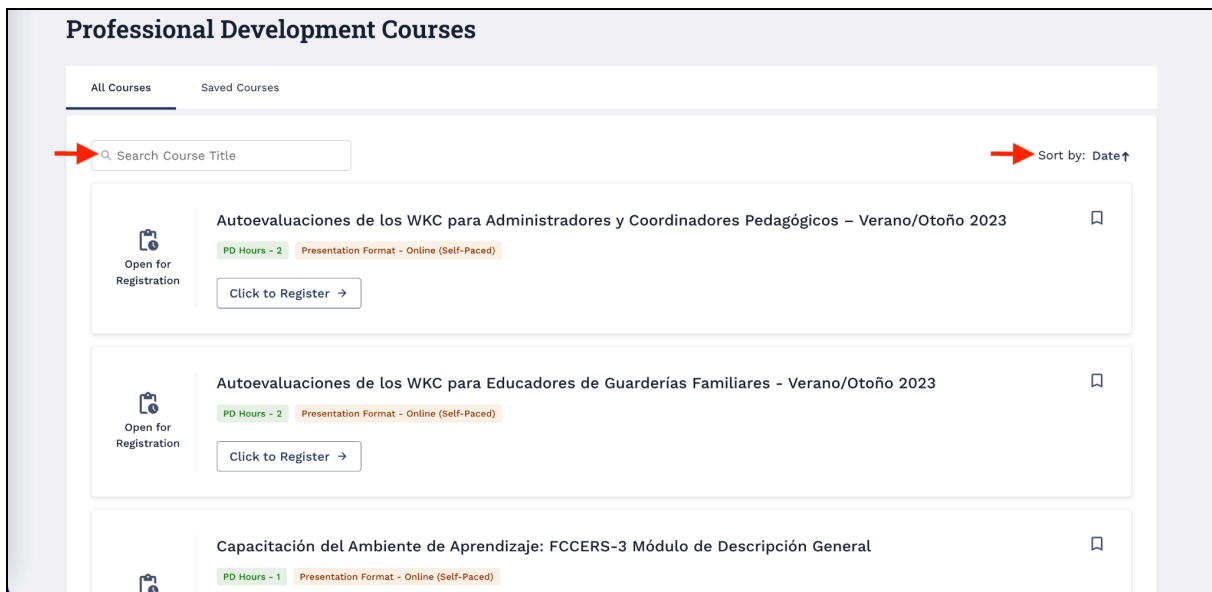 Professional Development Courses
All Courses Saved Courses
Search Course Title Sort by: Date↑
Autoevaluaciones de los WKC para Administradores y Coordinadores Pedagógicos – Verano/Otoño 2023
PD Hours - 2 Presentation Format - Online (Self-Paced)
Open for
Registration
Click to Register →
Autoevaluaciones de los WKC para Educadores de Guarderías Familiares - Verano/Otoño 2023
PD Hours - 2 Presentation Format - Online (Self-Paced)
Open for
Registration
Click to Register →
Capacitación del Ambiente de Aprendizaje: FCCERS-3 Módulo de Descripción General
PD Hours - 1 Presentation Format - Online (Self-Paced)